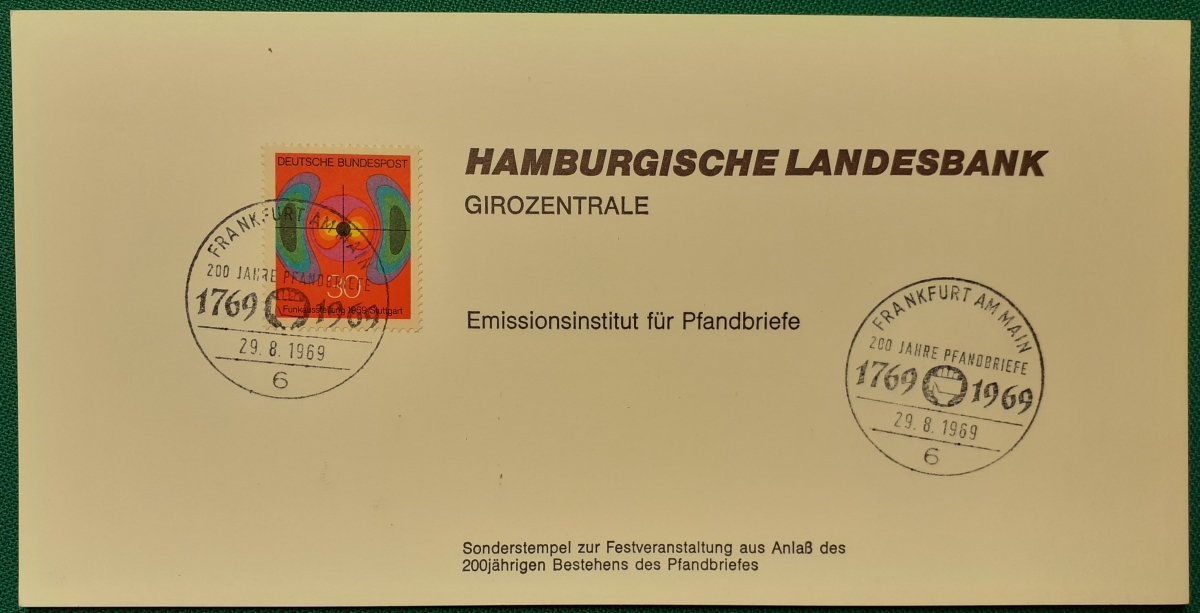 DEUTSCHE BUNDESPOST
30
Funkausstellung 1969 Stuttgart
FRANKFURT AM MAIN
200 JAHRE PFANDBRIEFE
1769 1969
29. 8. 1969
6
HAMBURGISCHE LANDESBANK
GIROZENTRALE
Emissionsinstitut für Pfandbriefe
FRANKFURT AM MAIN
200 JAHRE PFANDBRIEFE
1769 1969
29. 8. 1969
6
Sonderstempel zur Festveranstaltung aus Anlaß des
200jährigen Bestehens des Pfandbriefes